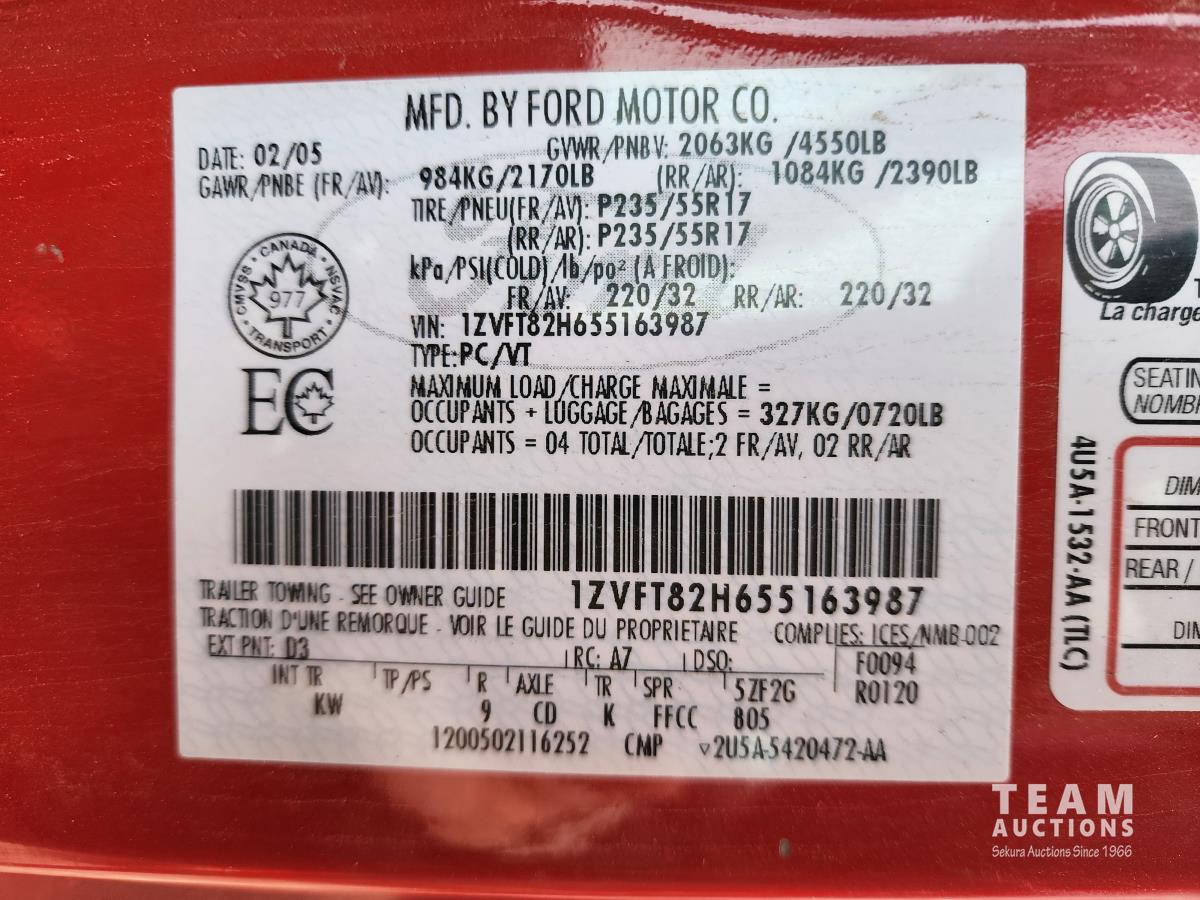 MFD. BY FORD MOTOR CO.
DATE: 02/05 GVWR/PNBV: 2063KG /4550LB
GAWR/PNBE (FR/AV): 984KG/2170LB (RR/AR): 1084KG /2390LB
TIRE/PNEU(FR/AV): P235/55R17
(RR/AR): P235/55R17
kPa/PSI(COLD)/lb/po² (A FROID):
FR/AV: 220/32 RR/AR: 220/32
VIN: 1ZVFT82H655163987
TYPE:PC/VT
CANADA · NSVAC · TRANSPORT · CMVSS
977
EC
MAXIMUM LOAD/CHARGE MAXIMALE =
OCCUPANTS + LUGGAGE/BAGAGES = 327KG/0720LB
OCCUPANTS = 04 TOTAL/TOTALE;2 FR/AV, 02 RR/AR
TRAILER TOWING - SEE OWNER GUIDE 1ZVFT82H655163987
TRACTION D'UNE REMORQUE - VOIR LE GUIDE DU PROPRIETAIRE COMPLIES: ICES/NMB-002
EXT PNT: D3 RC: A7 DSO: F0094
INT TR TP/PS R AXLE TR SPR 5ZF2G R0120
KW 9 CD K FFCC 805
1200502116252 CMP 2U5A-5420472-AA
La charge
SEATIN
NOMB
4U5A-1532-AA (TLC)
DIM
FRONT
REAR /
DIM
TEAM
AUCTIONS
Sekura Auctions Since 1966